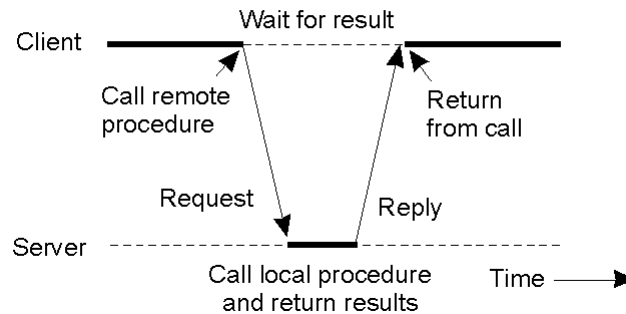 Wait for result
Client
Call remote
procedure
Return
from call
Request
Reply
Server
Call local procedure
and return results
Time